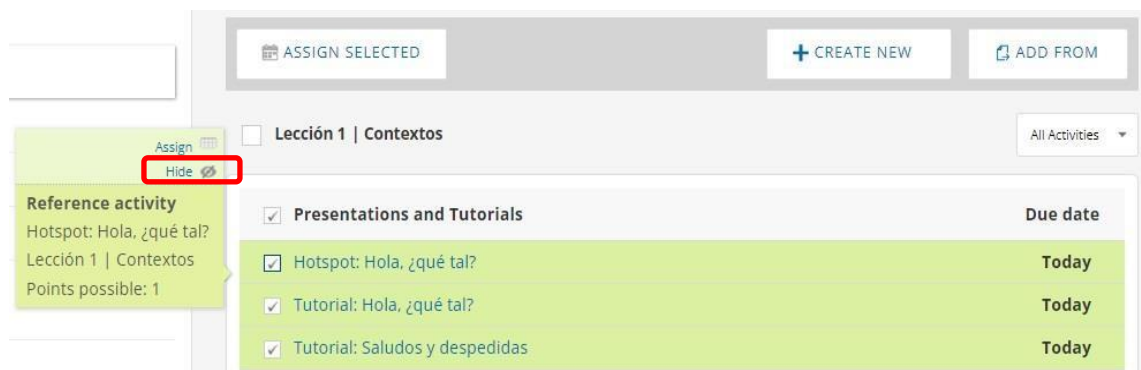 ASSIGN SELECTED
CREATE NEW
ADD FROM
Assign
Hide
Reference activity
Hotspot: Hola, ¿qué tal?
Lección 1 | Contextos
Points possible: 1
Lección 1 | Contextos
All Activities
Presentations and Tutorials
Due date
Hotspot: Hola, ¿qué tal?
Today
Tutorial: Hola, ¿qué tal?
Today
Tutorial: Saludos y despedidas
Today